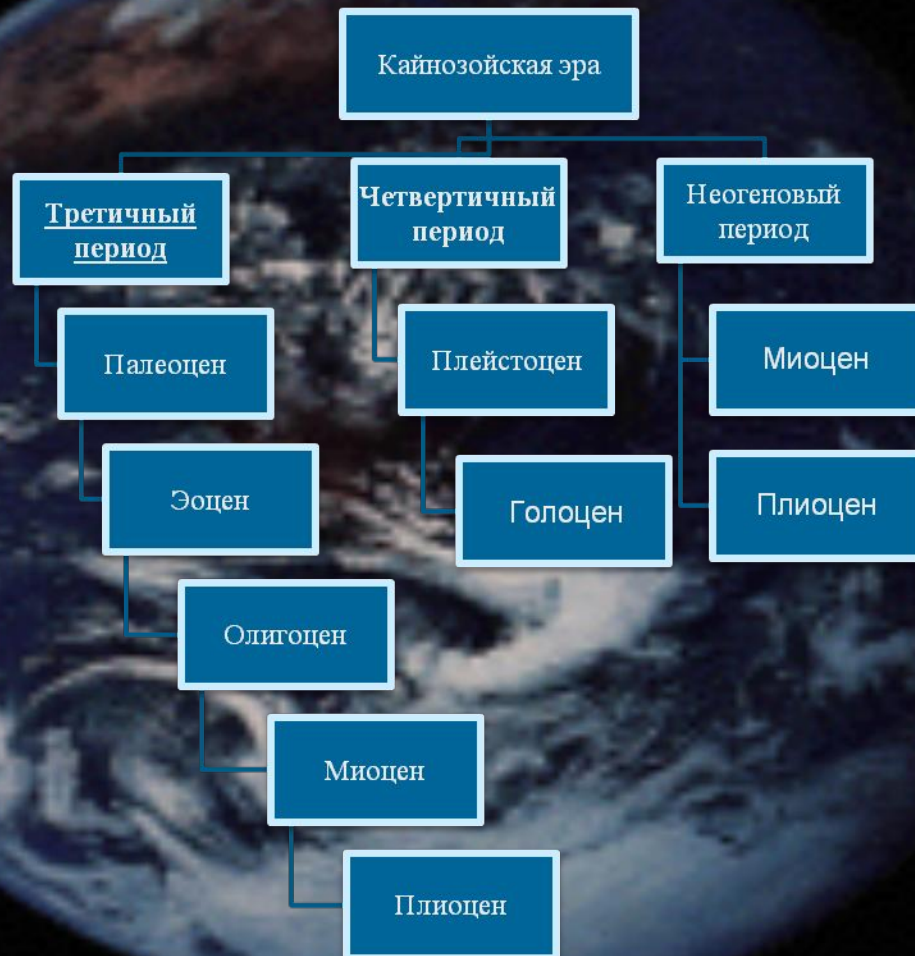 Кайнозойская эра
Третичный
период
Четвертичный
период
Неогеновый
период
Палеоцен
Эоцен
Олигоцен
Миоцен
Плиоцен
Плейстоцен
Голоцен
Миоцен
Плиоцен